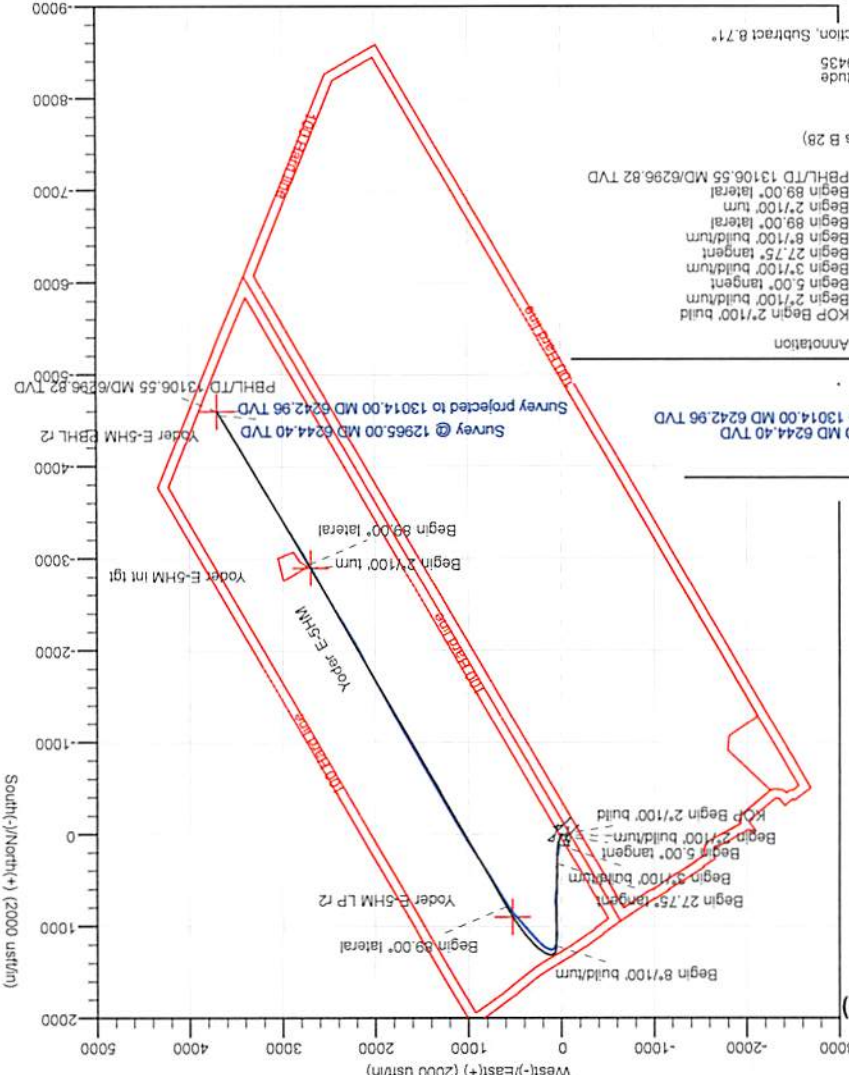 West(-)/East(+) (2000 usft/in)
-3000 -2000 -1000 0 1000 2000 3000 4000 5000
2000
1000
0
-1000
-2000
-3000
-4000
-5000
-6000
-7000
-8000
-9000
South(-)/North(+) (2000 usft/in)
Begin 8°/100' build/turn
Begin 89.00° lateral
Yoder E-5HM LP r2
Begin 27.75° tangent
Begin 3°/100' build/turn
Begin 5.00° tangent
Begin 2°/100' build/turn
KOP Begin 2°/100' build
100 Hard line
100 Hard line
Yoder E-5HM
Begin 2°/100' turn
Yoder E-5HM int tgt
Begin 89.00° lateral
Survey @ 12965.00 MD 6244.40 TVD
Survey projected to 13014.00 MD 6242.96 TVD
Yoder E-5HM PBHL r2
PBHL/TD 13106.55 MD/6296.82 TVD
100 Hard line
100 Hard line
MD 6244.40 TVD
13014.00 MD 6242.96 TVD
Annotation
KOP Begin 2°/100' build
Begin 2°/100' build/turn
Begin 5.00° tangent
Begin 3°/100' build/turn
Begin 27.75° tangent
Begin 8°/100' build/turn
Begin 89.00° lateral
Begin 2°/100' turn
Begin 89.00° lateral
PBHL/TD 13106.55 MD/6296.82 TVD
s B 28)
tude
9435
ction, Subtract 8.71°